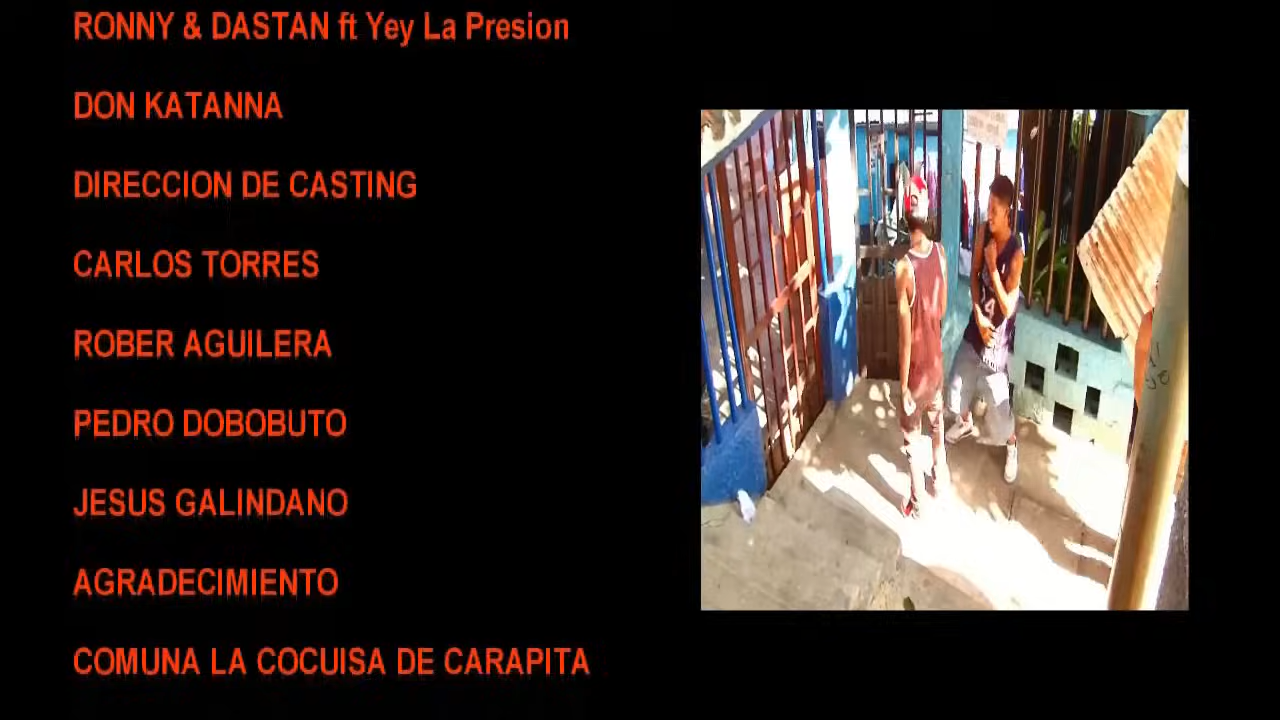 RONNY & DASTAN ft Yey La Presion
DON KATANNA
DIRECCION DE CASTING
CARLOS TORRES
ROBER AGUILERA
PEDRO DOBOBUTO
JESUS GALINDANO
AGRADECIMIENTO
COMUNA LA COCUISA DE CARAPITA